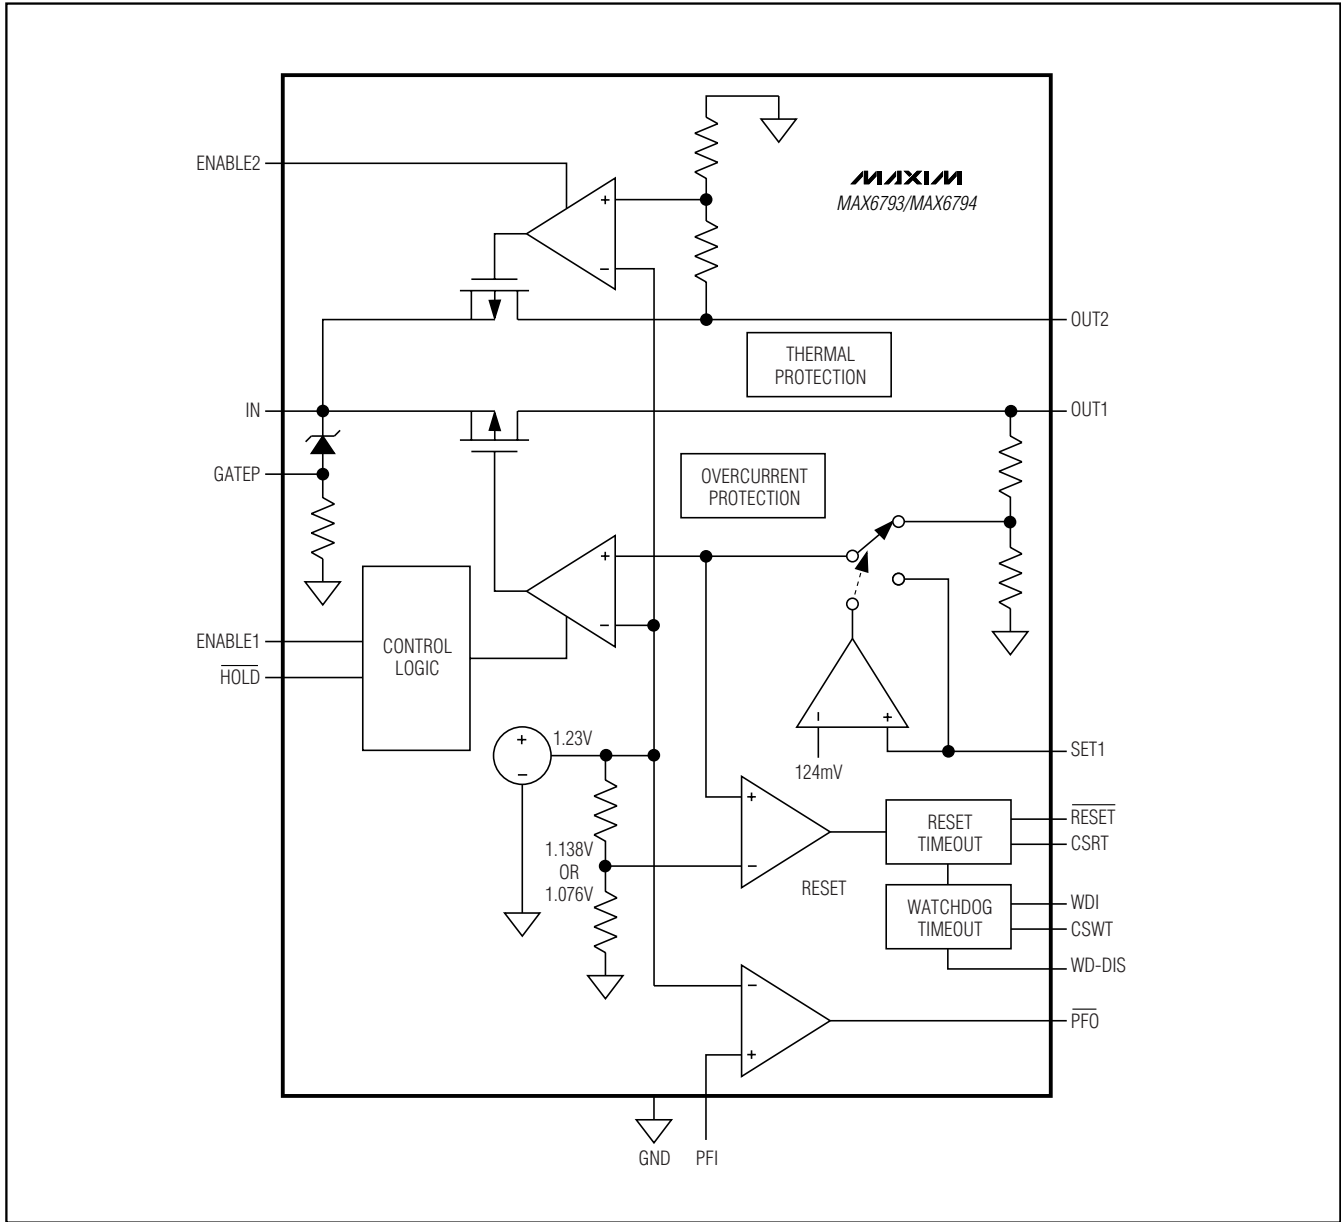 MAXIM
MAX6793/MAX6794
ENABLE2
+
−
OUT2
THERMAL
PROTECTION
IN
OUT1
GATEP
OVERCURRENT
PROTECTION
+
−
ENABLE1
HOLD
CONTROL
LOGIC
− +
124mV
SET1
+
−
1.23V
1.138V
OR
1.076V
+
−
RESET
RESET
TIMEOUT
RESET
CSRT
WATCHDOG
TIMEOUT
WDI
CSWT
WD-DIS
−
+
PFO
GND
PFI